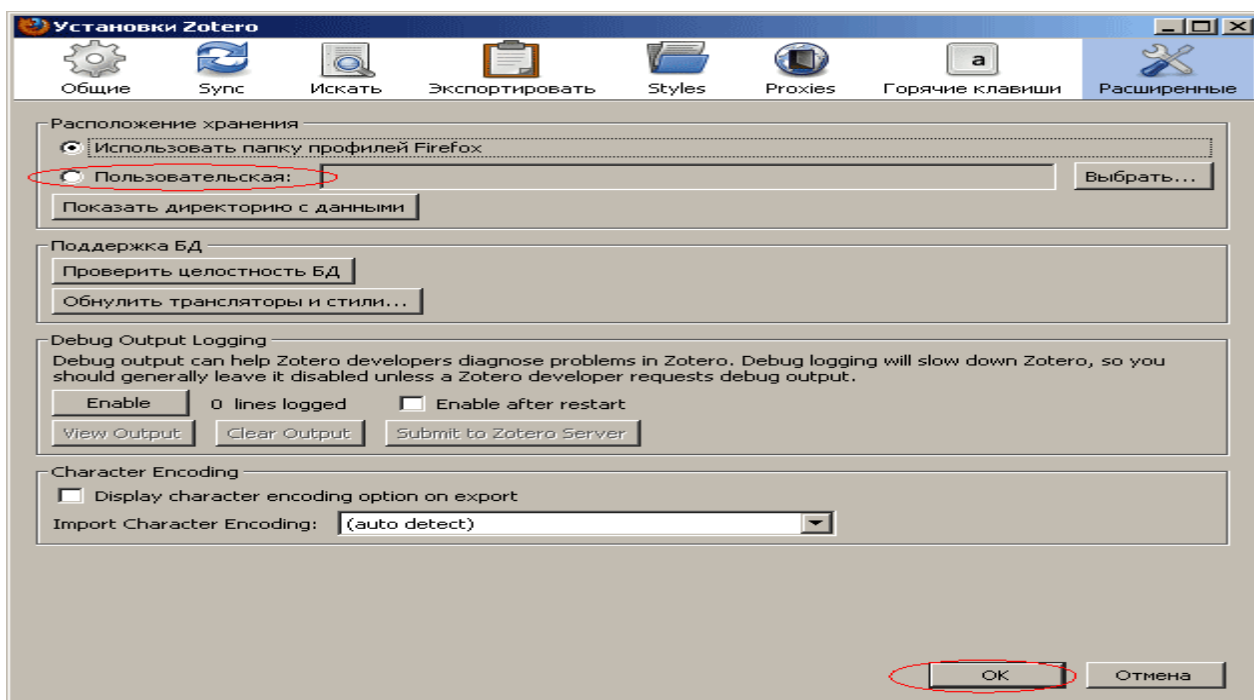 Установки Zotero
Общие Sync Искать Экспортировать Styles Proxies Горячие клавиши Расширенные
Расположение хранения
Использовать папку профилей Firefox
Пользовательская: Выбрать...
Показать директорию с данными
Поддержка БД
Проверить целостность БД
Обнулить трансляторы и стили...
Debug Output Logging
Debug output can help Zotero developers diagnose problems in Zotero. Debug logging will slow down Zotero, so you
should generally leave it disabled unless a Zotero developer requests debug output.
Enable 0 lines logged Enable after restart
View Output Clear Output Submit to Zotero Server
Character Encoding
Display character encoding option on export
Import Character Encoding: (auto detect)
OK Отмена